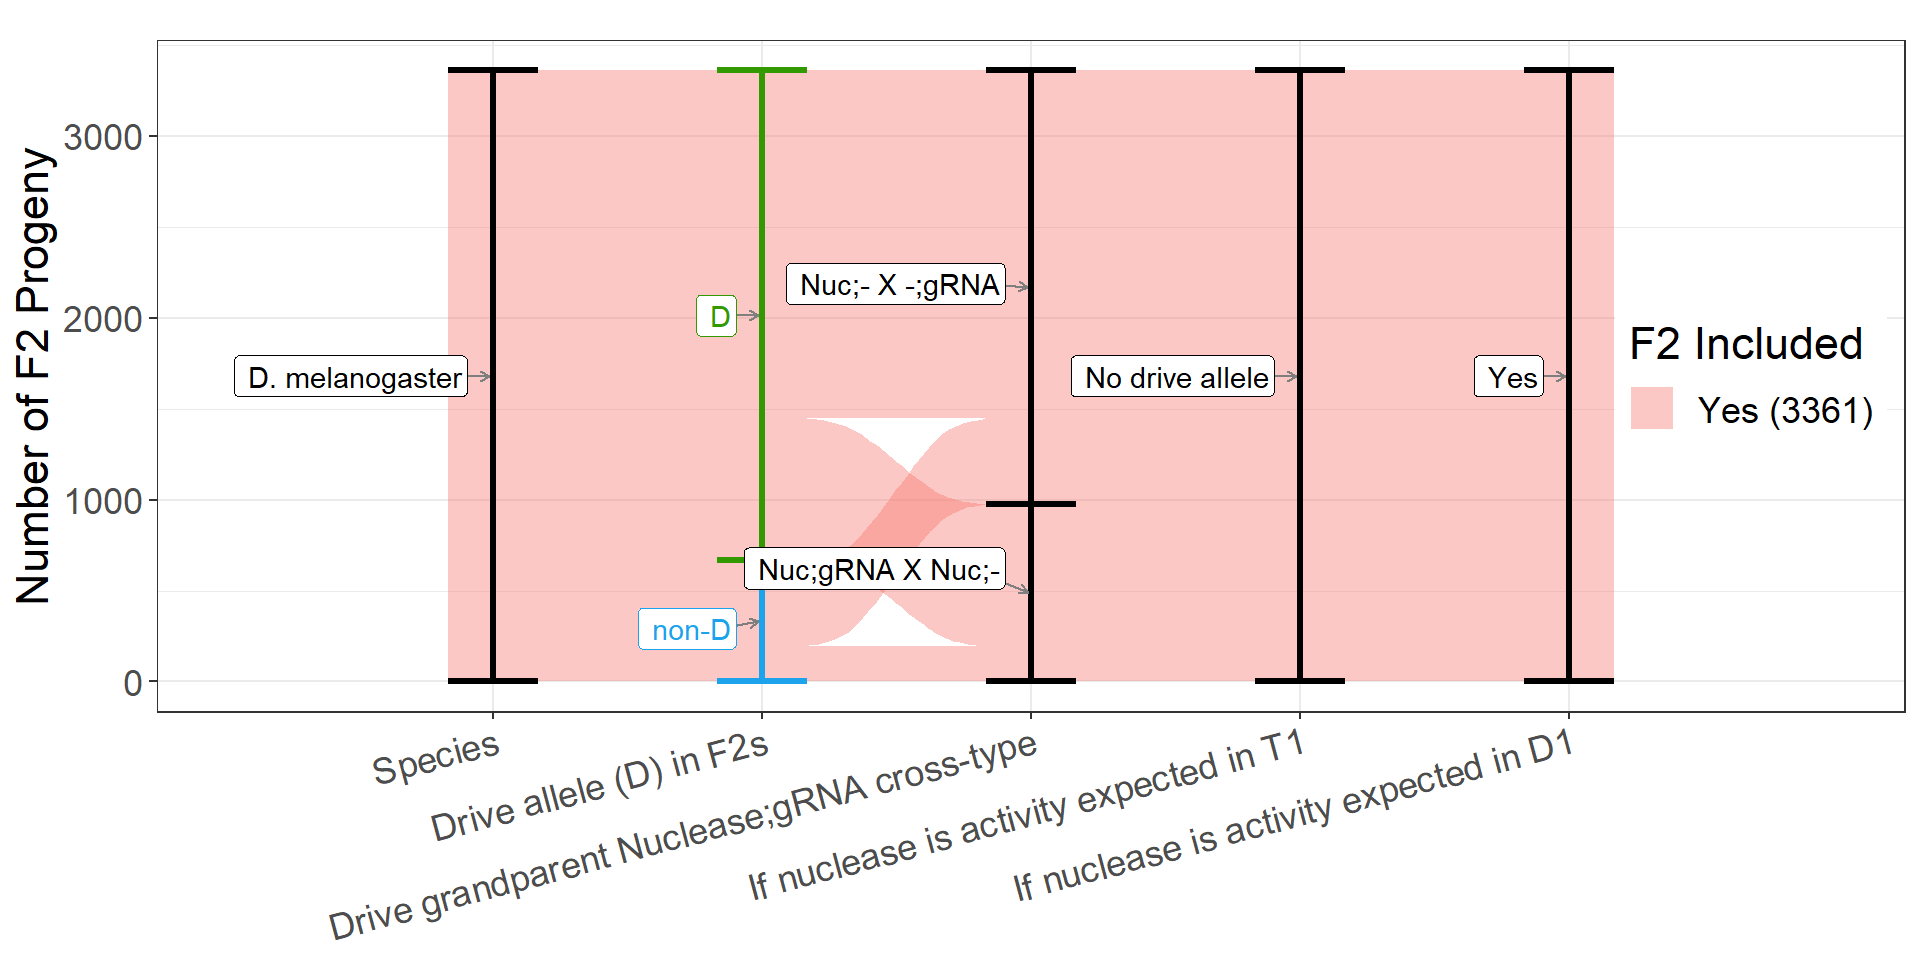 Number of F2 Progeny
3000
2000
1000
0
Nuc;- X -;gRNA
D
D. melanogaster
No drive allele
Yes
Nuc;gRNA X Nuc;-
non-D
F2 Included
Yes (3361)
Species
Drive allele (D) in F2s
Drive grandparent Nuclease;gRNA cross-type
If nuclease is activity expected in T1
If nuclease is activity expected in D1